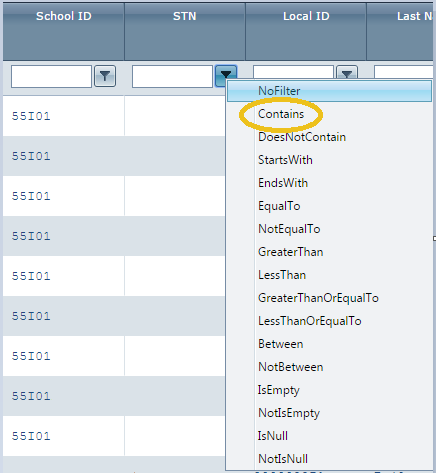 School ID STN Local ID Last N
NoFilter
55I01 Contains
DoesNotContain
55I01 StartsWith
EndsWith
55I01 EqualTo
NotEqualTo
55I01 GreaterThan
55I01 LessThan
GreaterThanOrEqualTo
55I01 LessThanOrEqualTo
55I01 Between
NotBetween
55I01 IsEmpty
NotIsEmpty
55I01 IsNull
NotIsNull